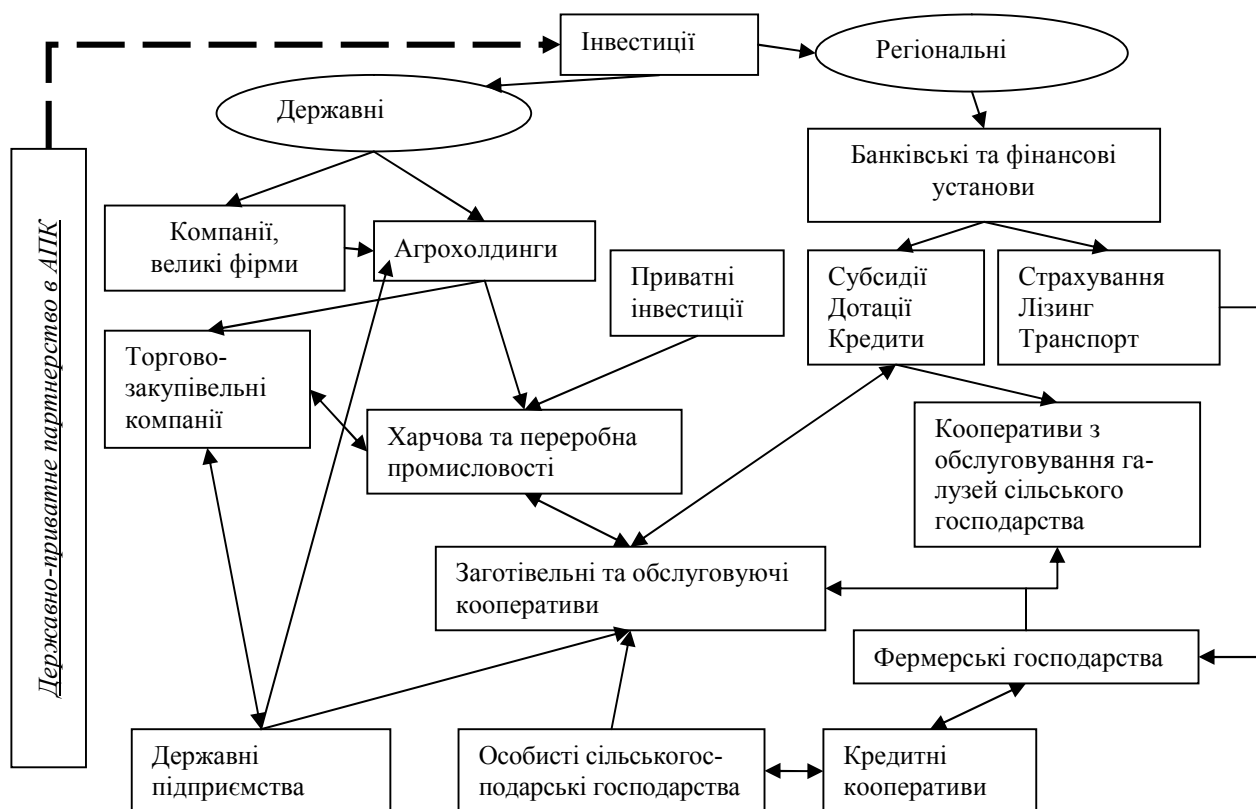 Інвестиції
Регіональні
Державні
Банківські та фінансові
установи
Державно-приватне партнерство в АПК
Компанії,
великі фірми
Агрохолдинги
Приватні
інвестиції
Субсидії
Дотації
Кредити
Страхування
Лізинг
Транспорт
Торгово-
закупівельні
компанії
Харчова та переробна
промисловості
Кооперативи з
обслуговування га-
лузей сільського
господарства
Заготівельні та обслуговуючі
кооперативи
Фермерські господарства
Державні
підприємства
Особисті сільськогос-
подарські господарства
Кредитні
кооперативи